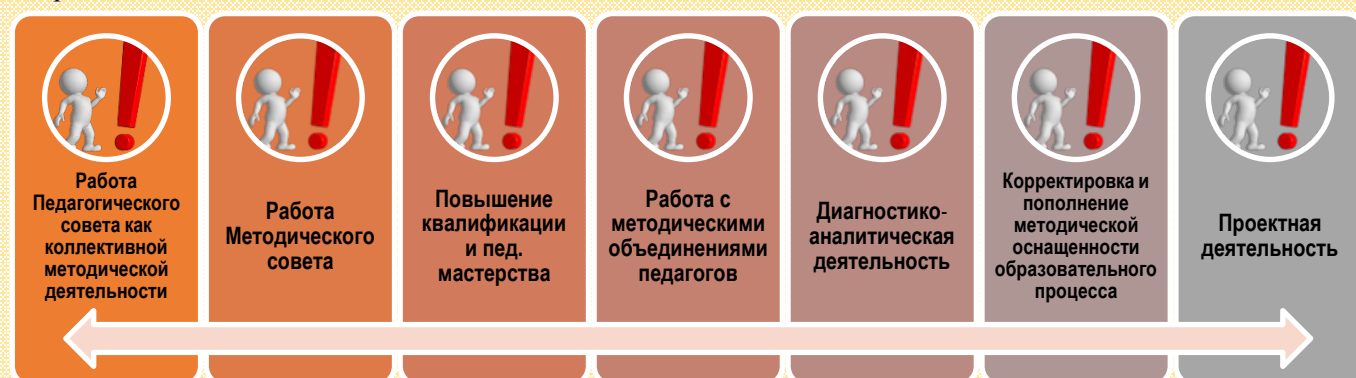 Работа
Педагогического
совета как
коллективной
методической
деятельности
Работа
Методического
совета
Повышение
квалификации
и пед.
мастерства
Работа с
методическими
объединениями
педагогов
Диагностико-
аналитическая
деятельность
Корректировка и
пополнение
методической
оснащенности
образовательного
процесса
Проектная
деятельность